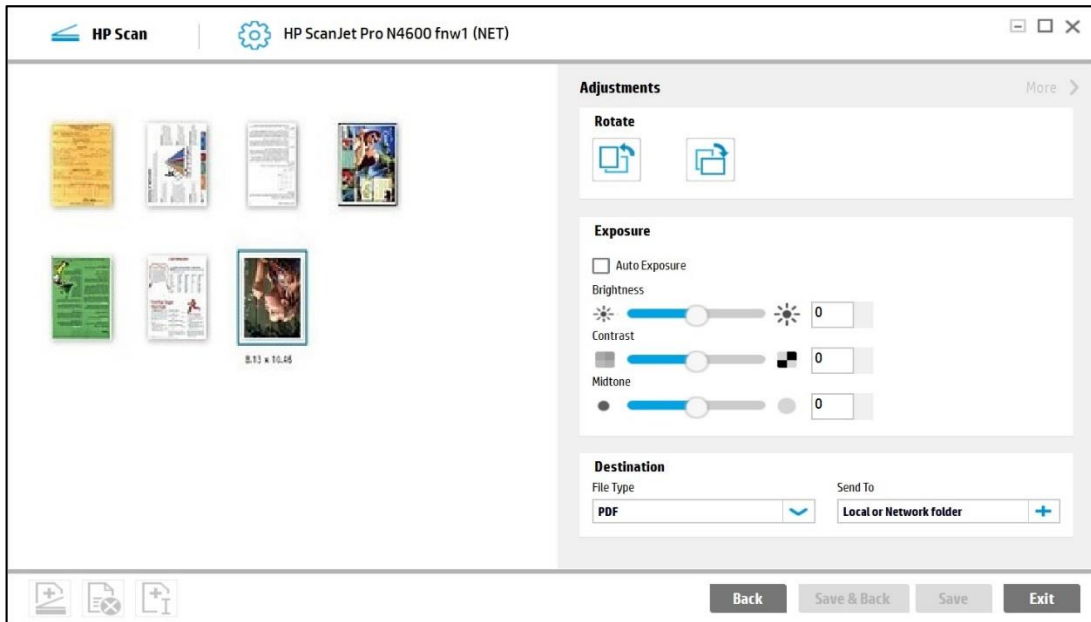 HP Scan
HP ScanJet Pro N4600 fnw1 (NET)
Adjustments
More
Rotate
Exposure
Auto Exposure
Brightness
0
Contrast
0
Midtone
0
8.13 x 10.48
Destination
File Type
Send To
PDF
Local or Network folder
Back
Save & Back
Save
Exit